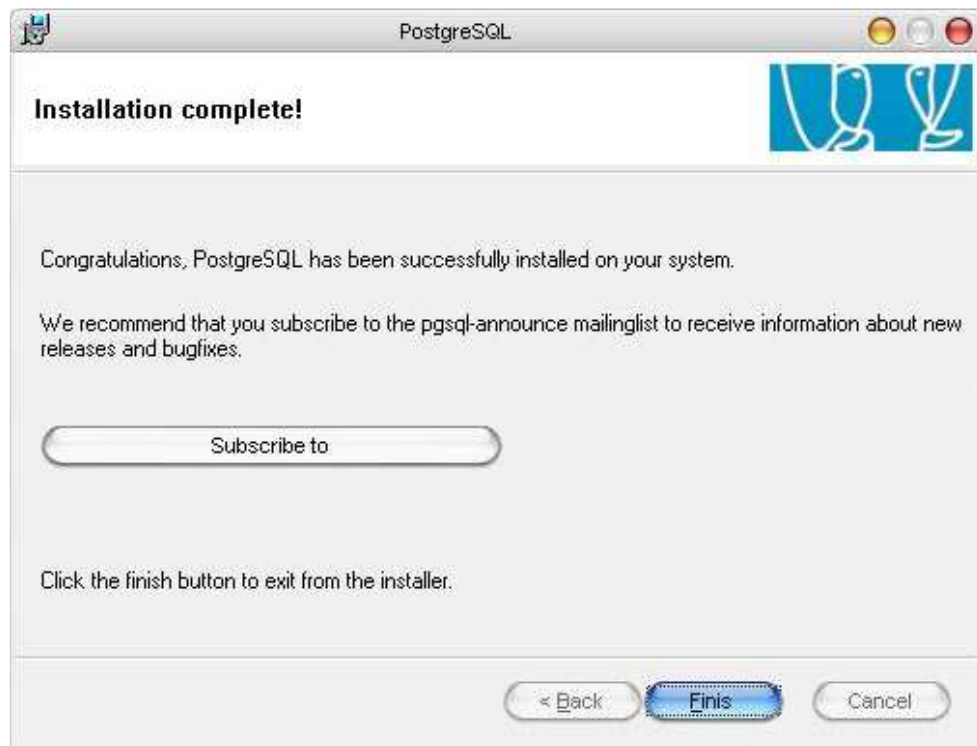 PostgreSQL
Installation complete!
Congratulations, PostgreSQL has been successfully installed on your system.
We recommend that you subscribe to the pgsql-announce mailinglist to receive information about new
releases and bugfixes.
Subscribe to
Click the finish button to exit from the installer.
< Back
Finis
Cancel